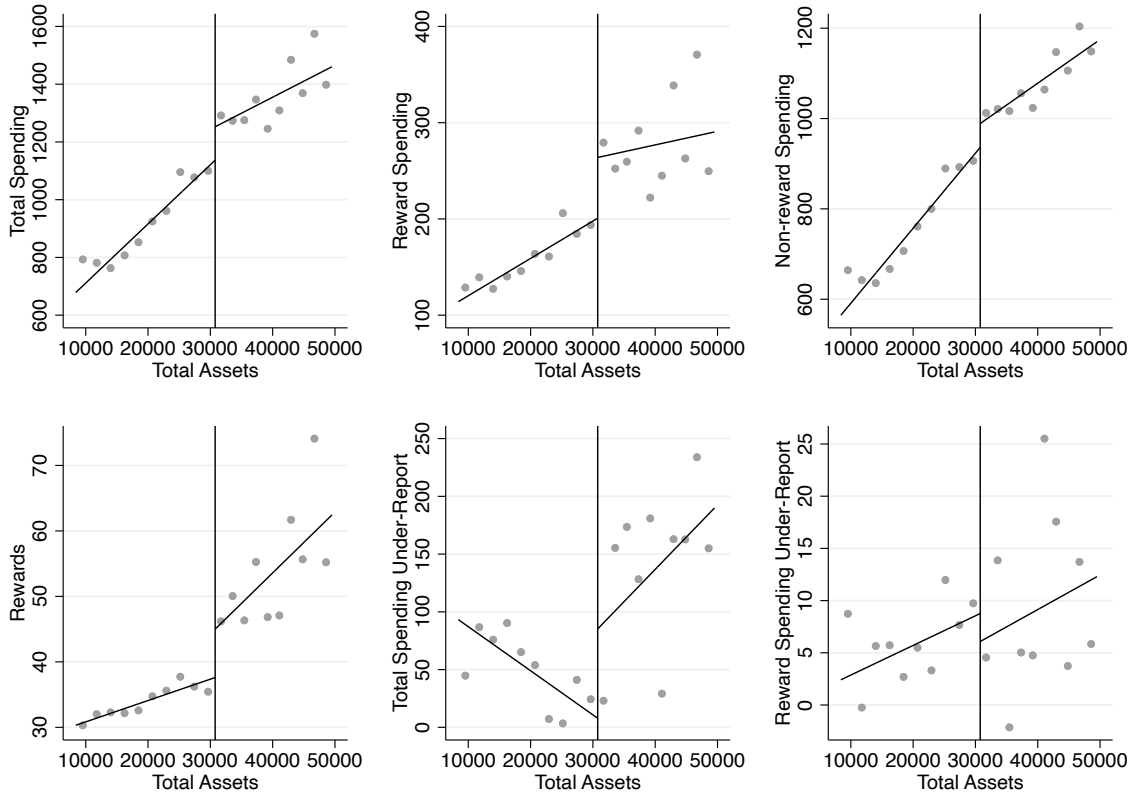 Total Spending
600 800 1000 1200 1400 1600
10000 20000 30000 40000 50000
Total Assets
Reward Spending
100 200 300 400
10000 20000 30000 40000 50000
Total Assets
Non-reward Spending
600 800 1000 1200
10000 20000 30000 40000 50000
Total Assets
Rewards
30 40 50 60 70
10000 20000 30000 40000 50000
Total Assets
Total Spending Under-Report
0 50 100 150 200 250
10000 20000 30000 40000 50000
Total Assets
Reward Spending Under-Report
0 5 10 15 20 25
10000 20000 30000 40000 50000
Total Assets